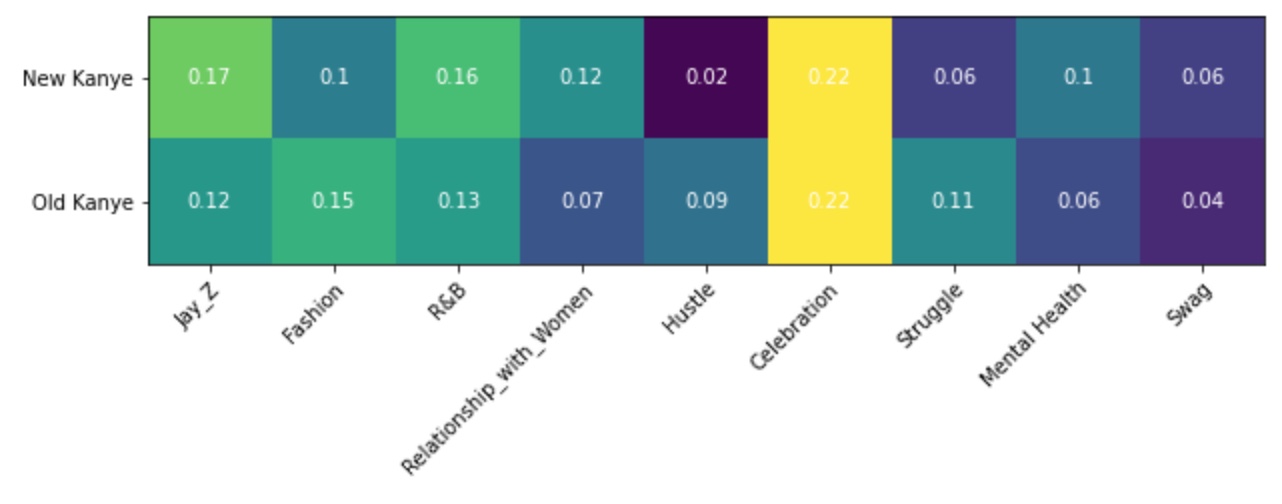 New Kanye 0.17 0.1 0.16 0.12 0.02 0.22 0.06 0.1 0.06
Old Kanye 0.12 0.15 0.13 0.07 0.09 0.22 0.11 0.06 0.04
Jay_Z
Fashion
R&B
Relationship_with_Women
Hustle
Celebration
Struggle
Mental Health
Swag